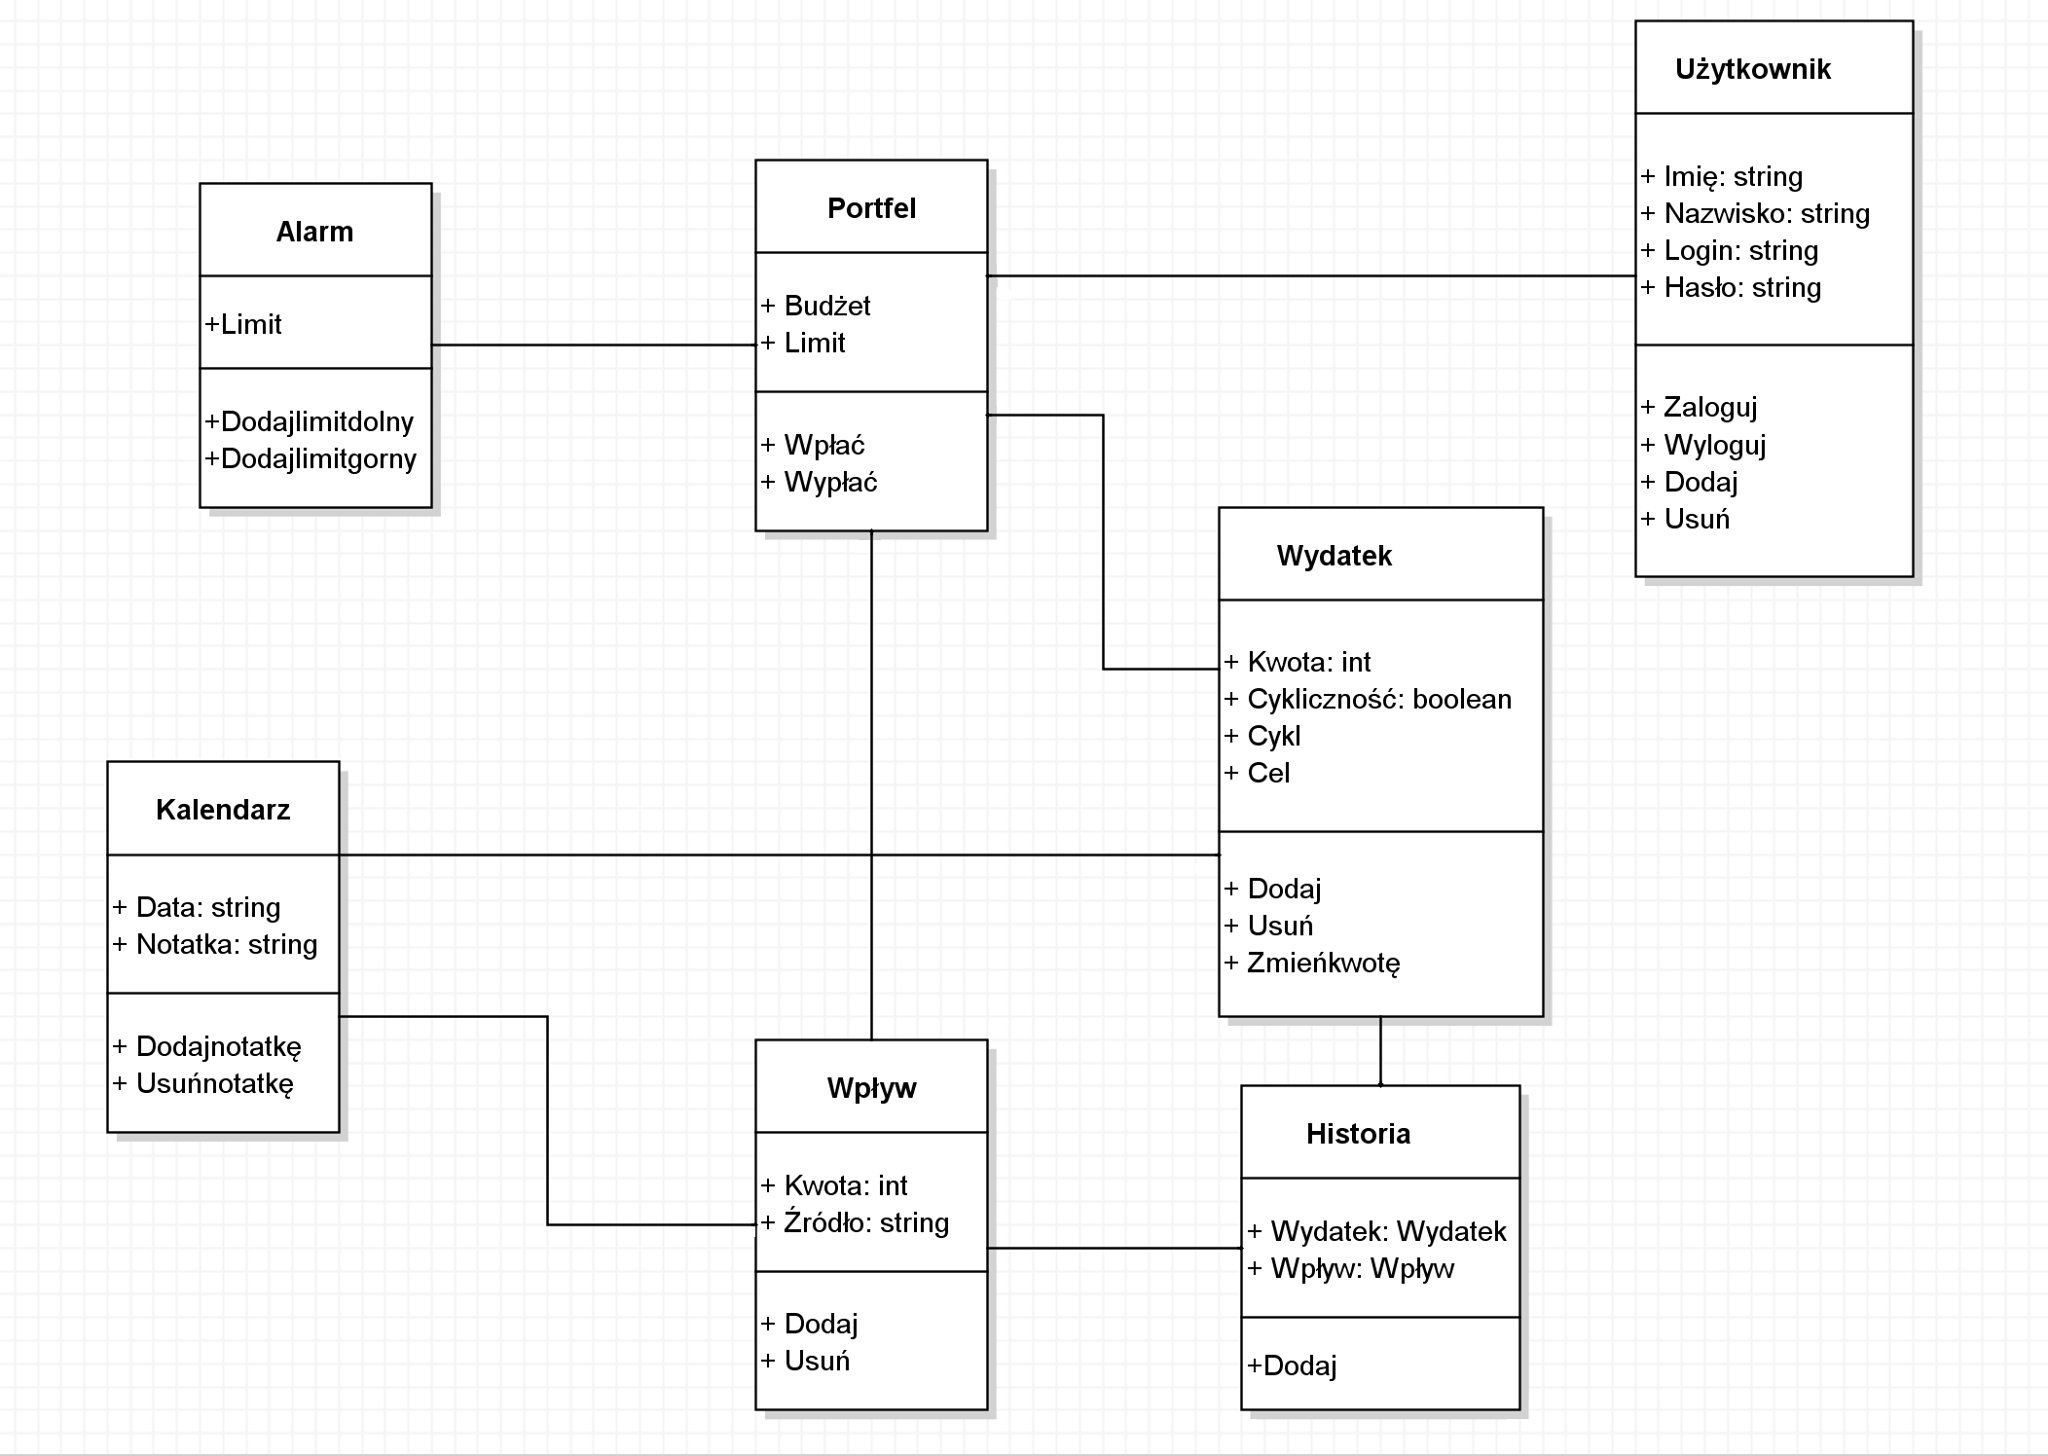 Użytkownik
+ Imię: string
+ Nazwisko: string
+ Login: string
+ Hasło: string
+ Zaloguj
+ Wyloguj
+ Dodaj
+ Usuń
Portfel
+ Budżet
+ Limit
+ Wpłać
+ Wypłać
Alarm
+Limit
+Dodajlimitdolny
+Dodajlimitgorny
Wydatek
+ Kwota: int
+ Cykliczność: boolean
+ Cykl
+ Cel
+ Dodaj
+ Usuń
+ Zmieńkwotę
Kalendarz
+ Data: string
+ Notatka: string
+ Dodajnotatkę
+ Usuńnotatkę
Wpływ
+ Kwota: int
+ Źródło: string
+ Dodaj
+ Usuń
Historia
+ Wydatek: Wydatek
+ Wpływ: Wpływ
+Dodaj